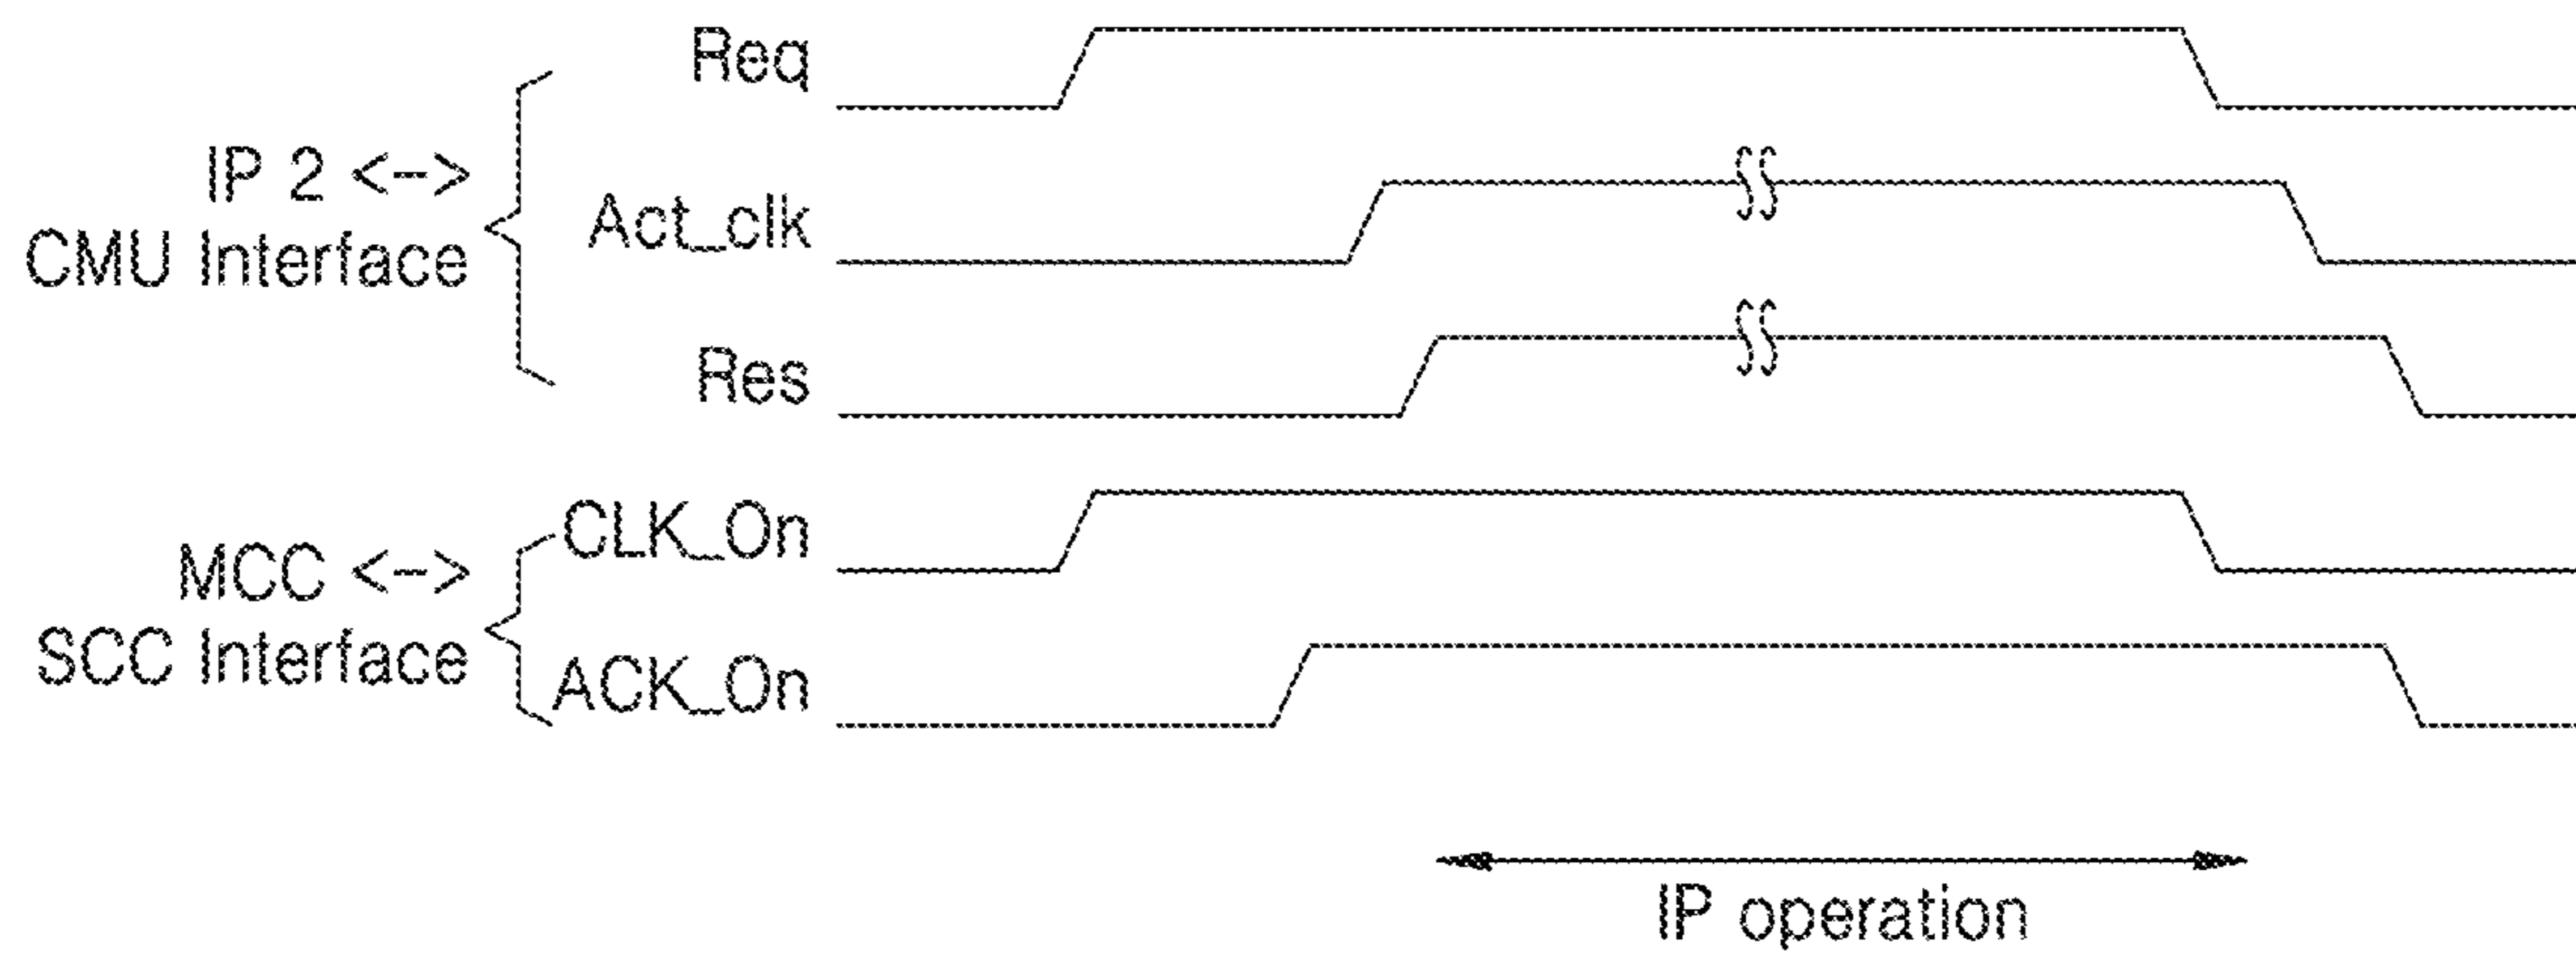 Req
IP 2 <->
CMU Interface
Act_clk
Res
CLK_On
MCC <->
SCC Interface
ACK_On
IP operation